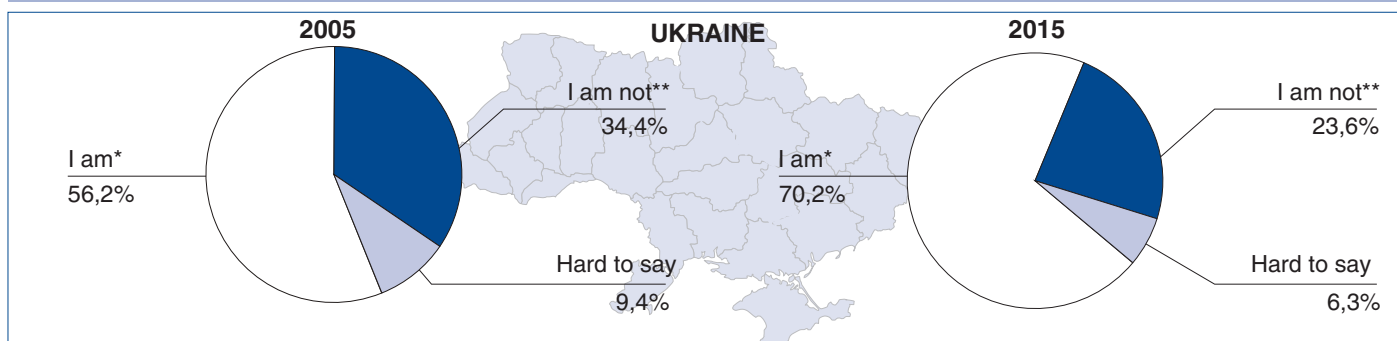 2005
UKRAINE
2015
I am not**
34,4%
I am*
56,2%
Hard to say
9,4%
I am not**
23,6%
I am*
70,2%
Hard to say
6,3%